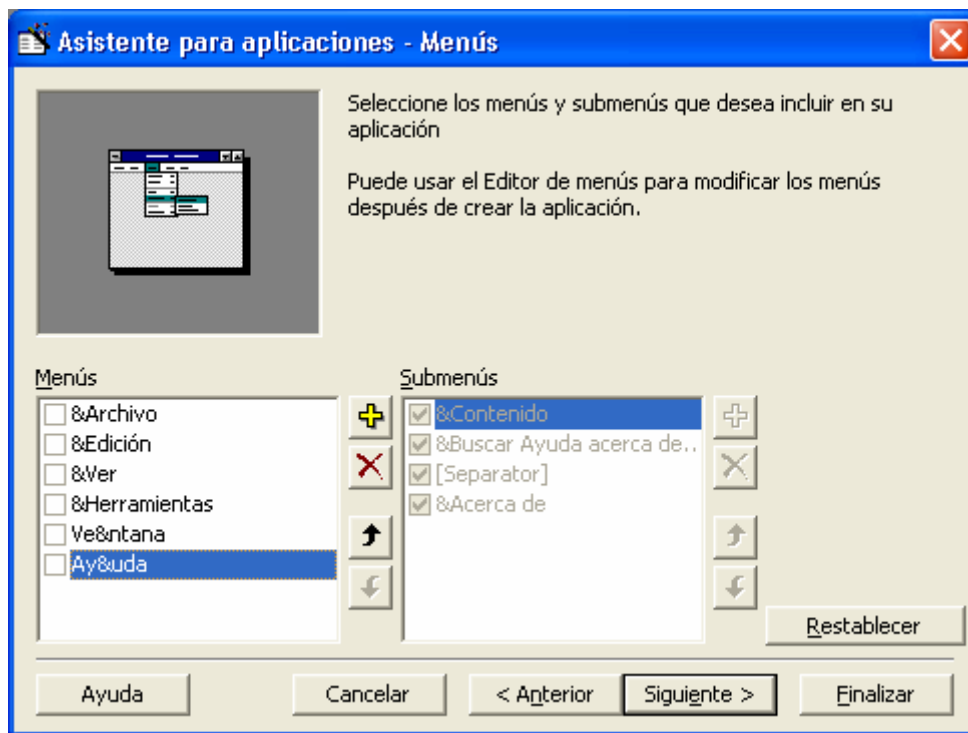 Asistente para aplicaciones - Menús
Seleccione los menús y submenús que desea incluir en su
aplicación
Puede usar el Editor de menús para modificar los menús
después de crear la aplicación.
Menús
&Archivo
&Edición
&Ver
&Herramientas
Ve&ntana
Ay&uda
Submenús
&Contenido
&Buscar Ayuda acerca de..
[Separator]
&Acerca de
Restablecer
Ayuda
Cancelar
< Anterior
Siguiente >
Finalizar